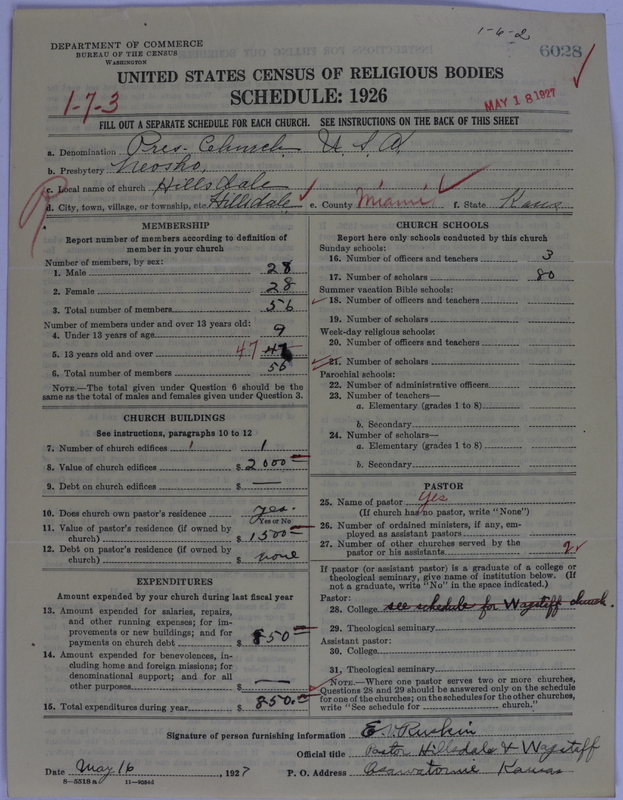 1-6-2
DEPARTMENT OF COMMERCE
BUREAU OF THE CENSUS
WASHINGTON
6028
UNITED STATES CENSUS OF RELIGIOUS BODIES
SCHEDULE: 1926
1-7-3
MAY 18 1927
FILL OUT A SEPARATE SCHEDULE FOR EACH CHURCH. SEE INSTRUCTIONS ON THE BACK OF THIS SHEET
a. Denomination Pres. Church U. S. A.
b. Presbytery Neosho,
c. Local name of church Hillsdale
d. City, town, village, or township, etc. Hillsdale e. County Miami f. State Kans
MEMBERSHIP
Report number of members according to definition of
member in your church
Number of members, by sex:
1. Male 28
2. Female 28
3. Total number of members 56
Number of members under and over 13 years old:
4. Under 13 years of age 9
5. 13 years old and over 47 47
6. Total number of members 56
NOTE.—The total given under Question 6 should be the
same as the total of males and females given under Question 3.
CHURCH BUILDINGS
See instructions, paragraphs 10 to 12
7. Number of church edifices 1 1
8. Value of church edifices $ 2000
9. Debt on church edifices $ —
10. Does church own pastor's residence yes.
Yes or No
11. Value of pastor's residence (if owned by
church) $ 1500
12. Debt on pastor's residence (if owned by
church) $ none
EXPENDITURES
Amount expended by your church during last fiscal year
13. Amount expended for salaries, repairs,
and other running expenses; for im-
provements or new buildings; and for
payments on church debt $ 850
14. Amount expended for benevolences, in-
cluding home and foreign missions; for
denominational support; and for all
other purposes $ —
15. Total expenditures during year $ 850.
CHURCH SCHOOLS
Report here only schools conducted by this church
Sunday schools:
16. Number of officers and teachers 3
17. Number of scholars 80
Summer vacation Bible schools:
18. Number of officers and teachers
19. Number of scholars
Week-day religious schools:
20. Number of officers and teachers
21. Number of scholars
Parochial schools:
22. Number of administrative officers
23. Number of teachers—
a. Elementary (grades 1 to 8)
b. Secondary
24. Number of scholars—
a. Elementary (grades 1 to 8)
b. Secondary
PASTOR
25. Name of pastor Yes
(If church has no pastor, write "None")
26. Number of ordained ministers, if any, em-
ployed as assistant pastors
27. Number of other churches served by the
pastor or his assistants 2
If pastor (or assistant pastor) is a graduate of a college or
theological seminary, give name of institution below. (If
not a graduate, write "No" in the space indicated.)
Pastor:
28. College see schedule for Wagstaff church.
29. Theological seminary
Assistant pastor:
30. College
31. Theological seminary
NOTE.—Where one pastor serves two or more churches,
Questions 28 and 29 should be answered only on the schedule
for one of the churches; on the schedules for the other churches,
write "See schedule for church."
Signature of person furnishing information E. V. Ruskin
Official title Pastor Hillsdale & Wagstaff
Date May 16, 1927 P. O. Address Osawatomie Kansas
8—5518 a